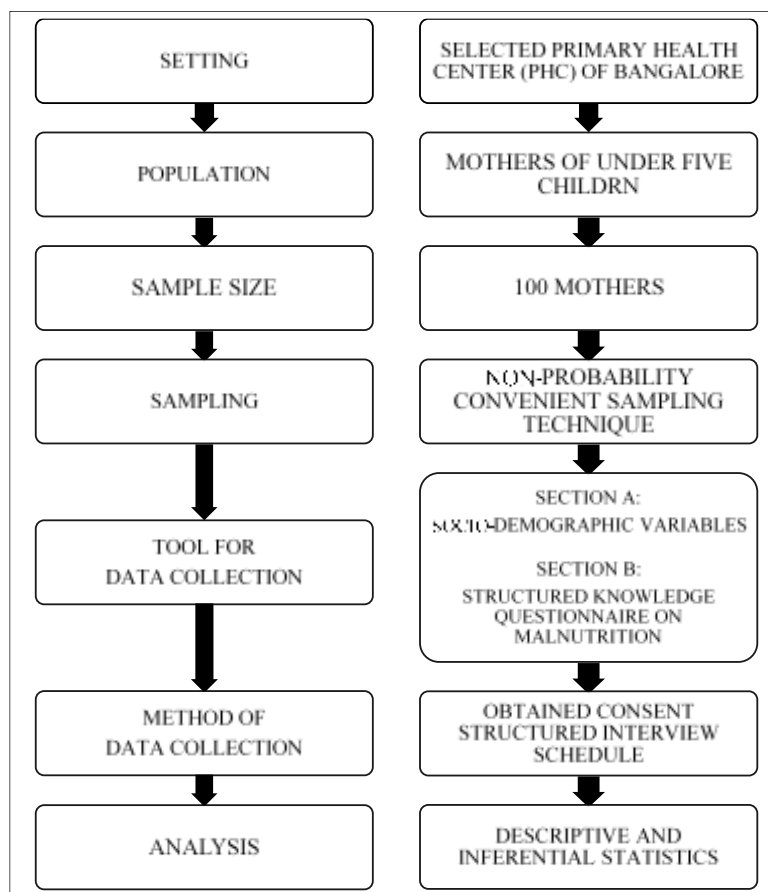 SETTING
SELECTED PRIMARY HEALTH
CENTER (PHC) OF BANGALORE
POPULATION
MOTHERS OF UNDER FIVE
CHILDRN
SAMPLE SIZE
100 MOTHERS
SAMPLING
NON-PROBABILITY
CONVENIENT SAMPLING
TECHNIQUE
TOOL FOR
DATA COLLECTION
SECTION A:
SOCIO-DEMOGRAPHIC VARIABLES
SECTION B:
STRUCTURED KNOWLEDGE
QUESTIONNAIRE ON
MALNUTRITION
METHOD OF
DATA COLLECTION
OBTAINED CONSENT
STRUCTURED INTERVIEW
SCHEDULE
ANALYSIS
DESCRIPTIVE AND
INFERENTIAL STATISTICS